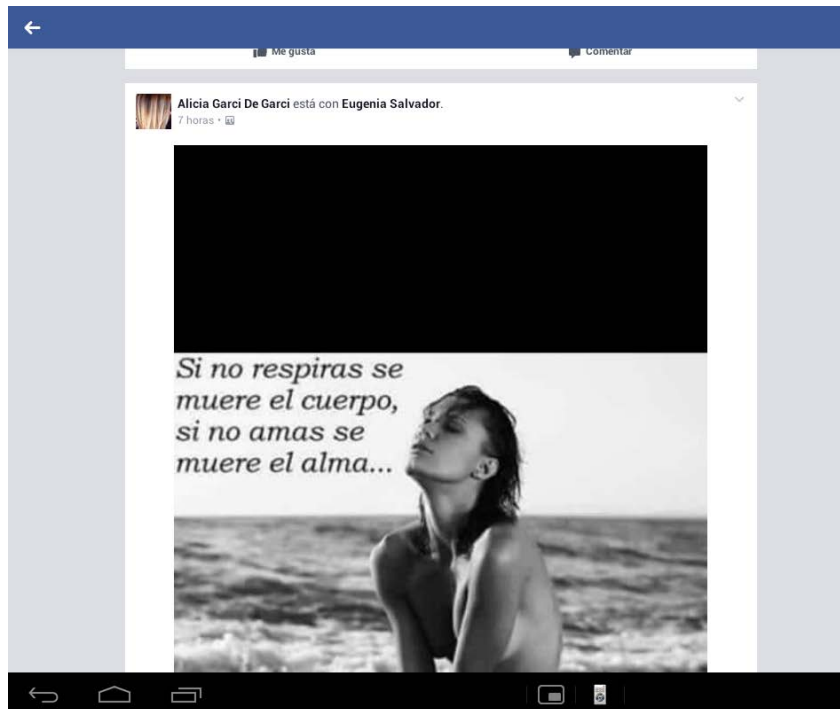 Me gusta Comentar
Alicia Garci De Garci está con Eugenia Salvador.
7 horas •
Si no respiras se
muere el cuerpo,
si no amas se
muere el alma...